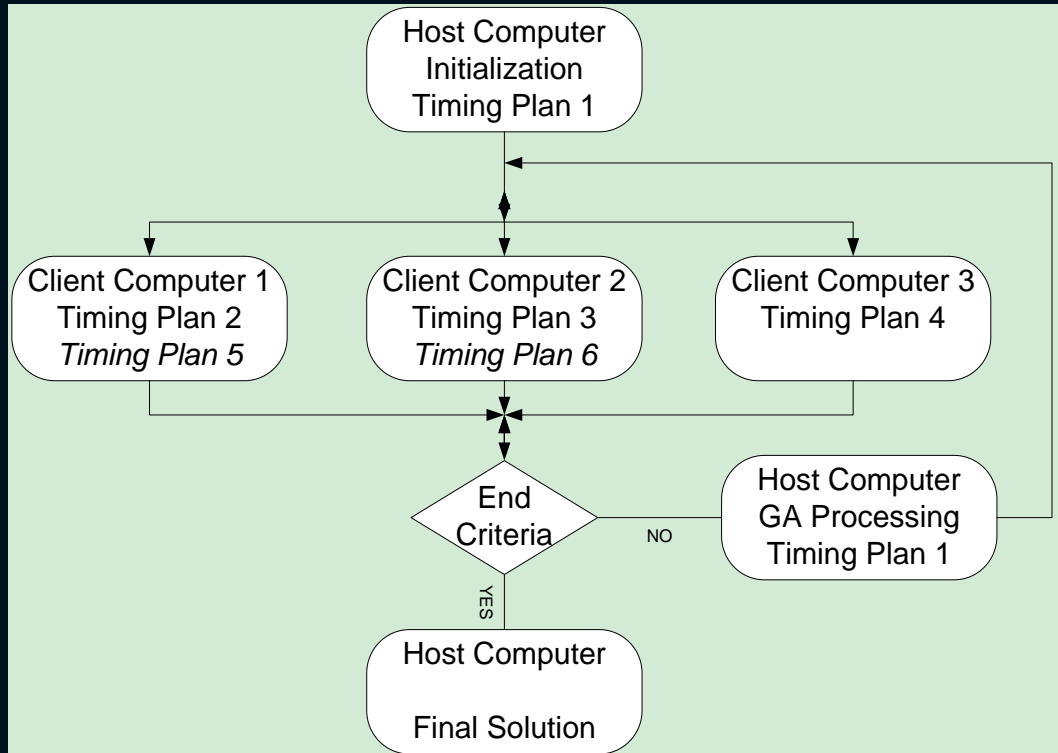 Host Computer
Initialization
Timing Plan 1
Client Computer 1
Timing Plan 2
Timing Plan 5
Client Computer 2
Timing Plan 3
Timing Plan 6
Client Computer 3
Timing Plan 4
End
Criteria
NO
Host Computer
GA Processing
Timing Plan 1
YES
Host Computer
Final Solution